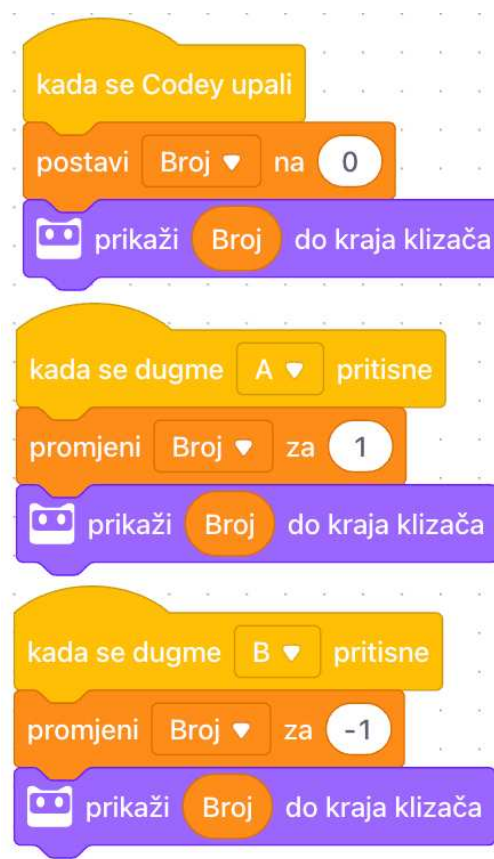 kada se Codey upali
postavi Broj na 0
prikaži Broj do kraja klizača
kada se dugme A pritisne
promjeni Broj za 1
prikaži Broj do kraja klizača
kada se dugme B pritisne
promjeni Broj za -1
prikaži Broj do kraja klizača